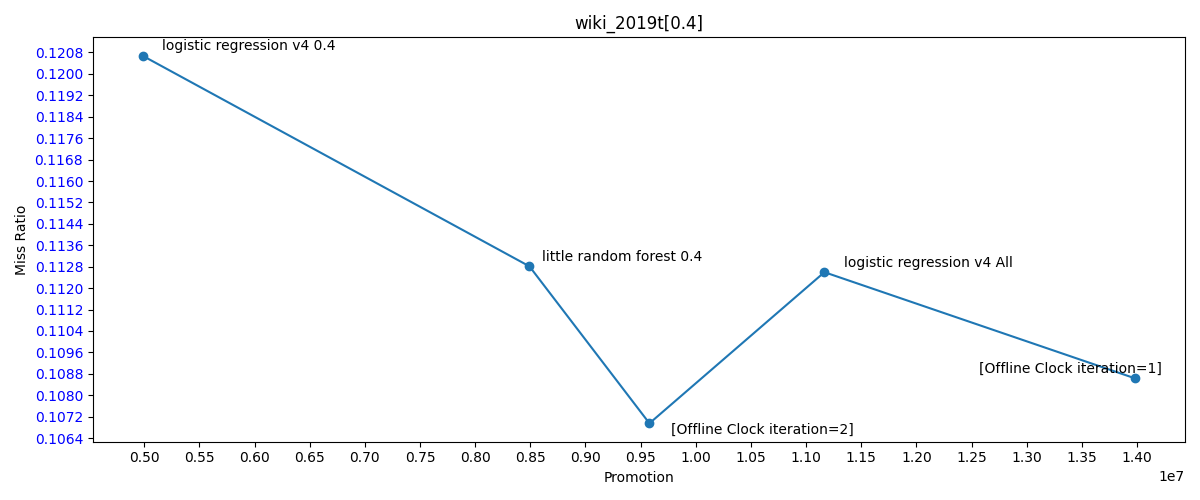 wiki_2019t[0.4]
Miss Ratio
0.1208
0.1200
0.1192
0.1184
0.1176
0.1168
0.1160
0.1152
0.1144
0.1136
0.1128
0.1120
0.1112
0.1104
0.1096
0.1088
0.1080
0.1072
0.1064
logistic regression v4 0.4
little random forest 0.4
logistic regression v4 All
[Offline Clock iteration=1]
[Offline Clock iteration=2]
0.50 0.55 0.60 0.65 0.70 0.75 0.80 0.85 0.90 0.95 1.00 1.05 1.10 1.15 1.20 1.25 1.30 1.35 1.40
1e7
Promotion